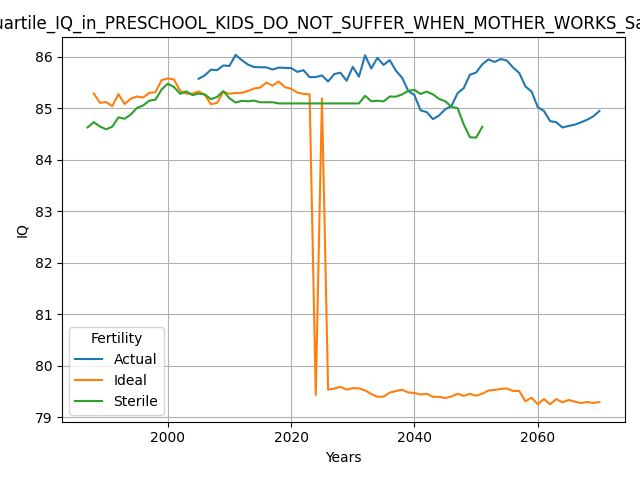 uartile_IQ_in_PRESCHOOL_KIDS_DO_NOT_SUFFER_WHEN_MOTHER_WORKS_Sa
86
85
84
83
82
81
80
79
IQ
Fertility
Actual
Ideal
Sterile
2000
2020
2040
2060
Years